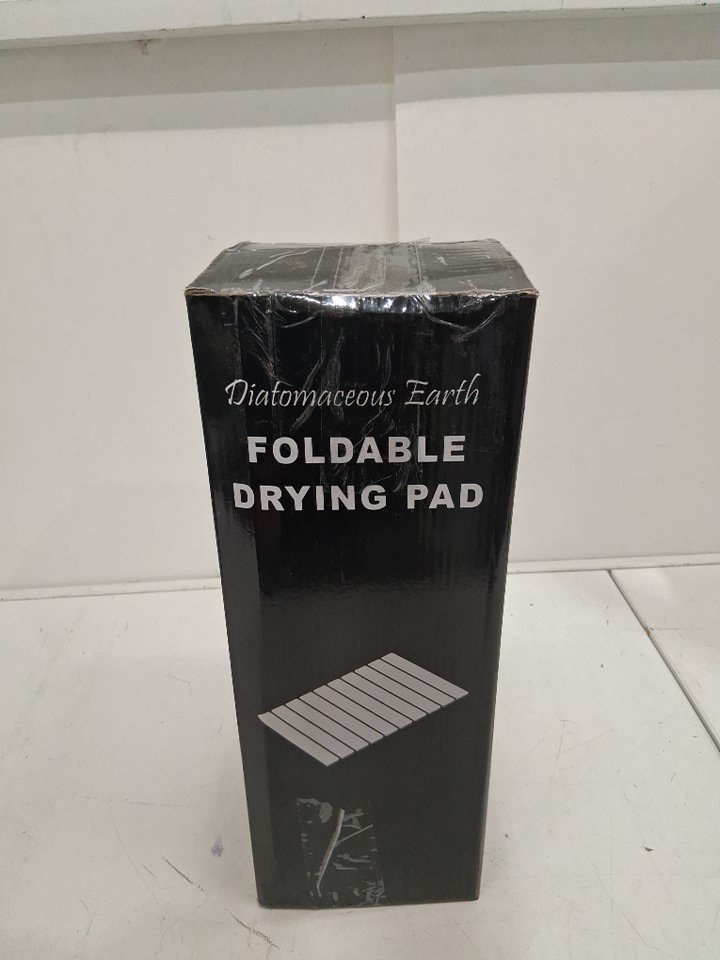 Diatomaceous Earth
FOLDABLE
DRYING PAD